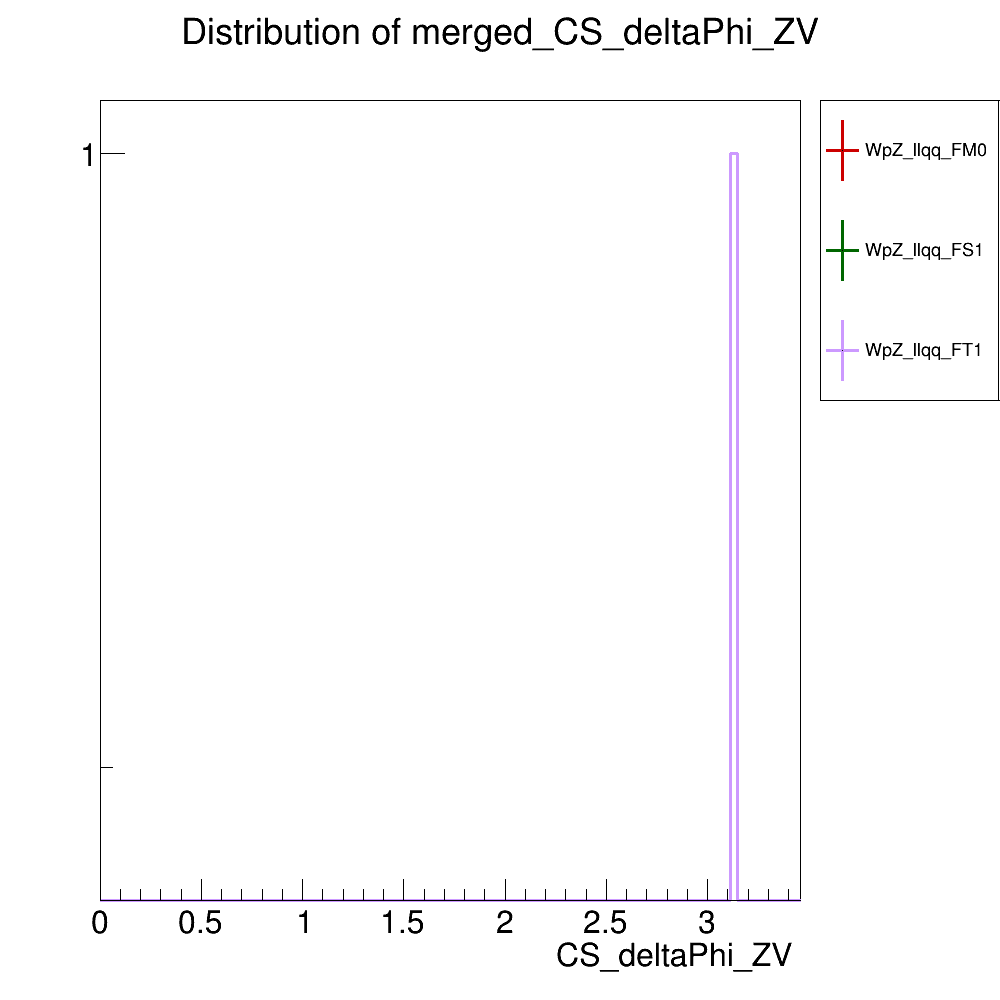 Distribution of merged_CS_deltaPhi_ZV
1
WpZ_llqq_FM0
WpZ_llqq_FS1
WpZ_llqq_FT1
0 0.5 1 1.5 2 2.5 3
CS_deltaPhi_ZV